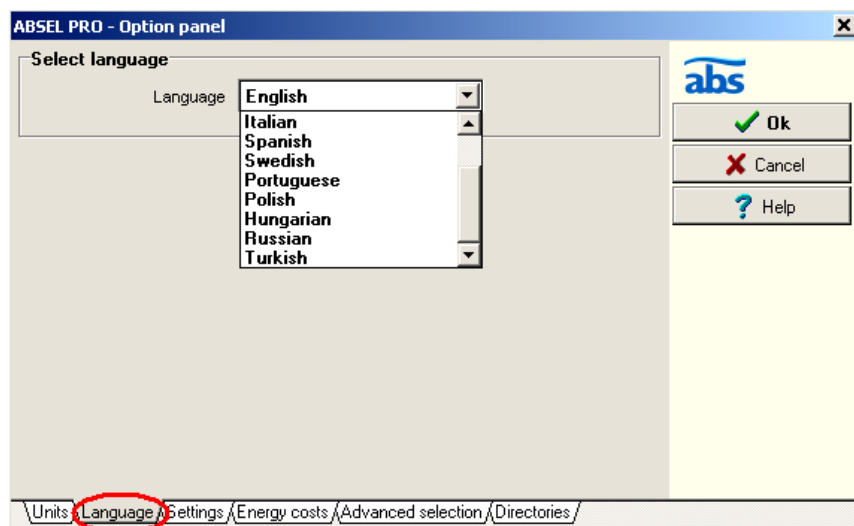 ABSEL PRO - Option panel
Select language
Language English
Italian
Spanish
Swedish
Portuguese
Polish
Hungarian
Russian
Turkish
abs
Ok
Cancel
Help
Units Language Settings Energy costs Advanced selection Directories